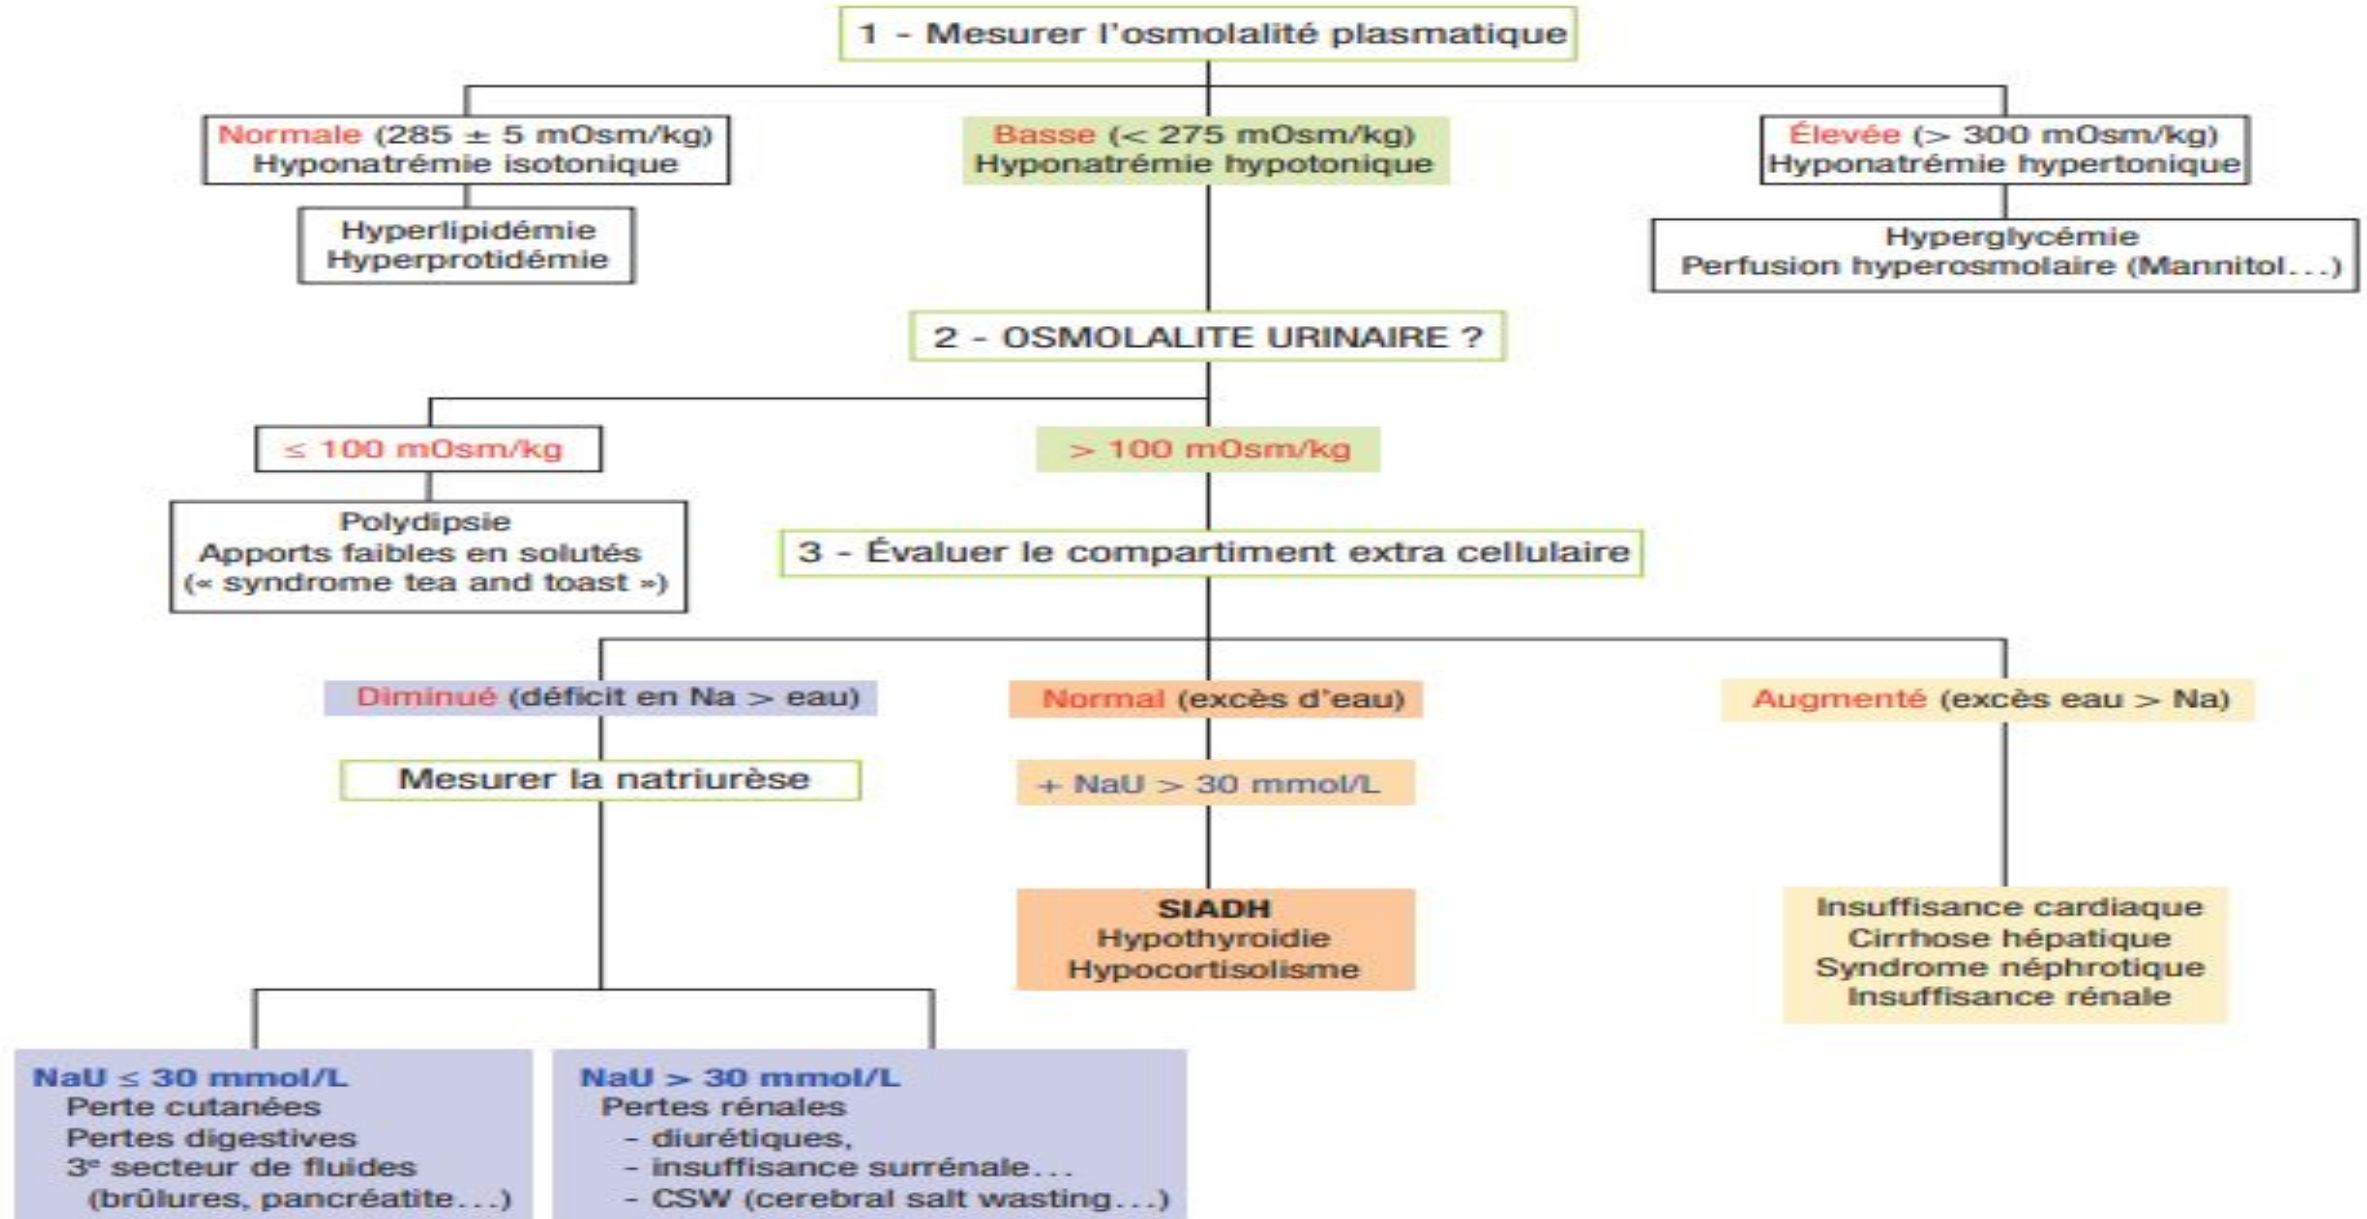 1 - Mesurer l'osmolalité plasmatique
Normale (285 ± 5 mOsm/kg)
Hyponatrémie isotonique
Basse (< 275 mOsm/kg)
Hyponatrémie hypotonique
Élevée (> 300 mOsm/kg)
Hyponatrémie hypertonique
Hyperlipidémie
Hyperprotidémie
Hyperglycémie
Perfusion hyperosmolaire (Mannitol...)
2 - OSMOLALITE URINAIRE ?
≤ 100 mOsm/kg
> 100 mOsm/kg
Polydipsie
Apports faibles en solutés
(« syndrome tea and toast »)
3 - Évaluer le compartiment extra cellulaire
Diminué (déficit en Na > eau)
Normal (excès d'eau)
Augmenté (excès eau > Na)
Mesurer la natriurèse
+ NaU > 30 mmol/L
SIADH
Hypothyroidie
Hypocortisolisme
Insuffisance cardiaque
Cirrhose hépatique
Syndrome néphrotique
Insuffisance rénale
NaU ≤ 30 mmol/L
Perte cutanées
Pertes digestives
3e secteur de fluides
(brûlures, pancréatite...)
NaU > 30 mmol/L
Pertes rénales
- diurétiques,
- insuffisance surrénale...
- CSW (cerebral salt wasting...)